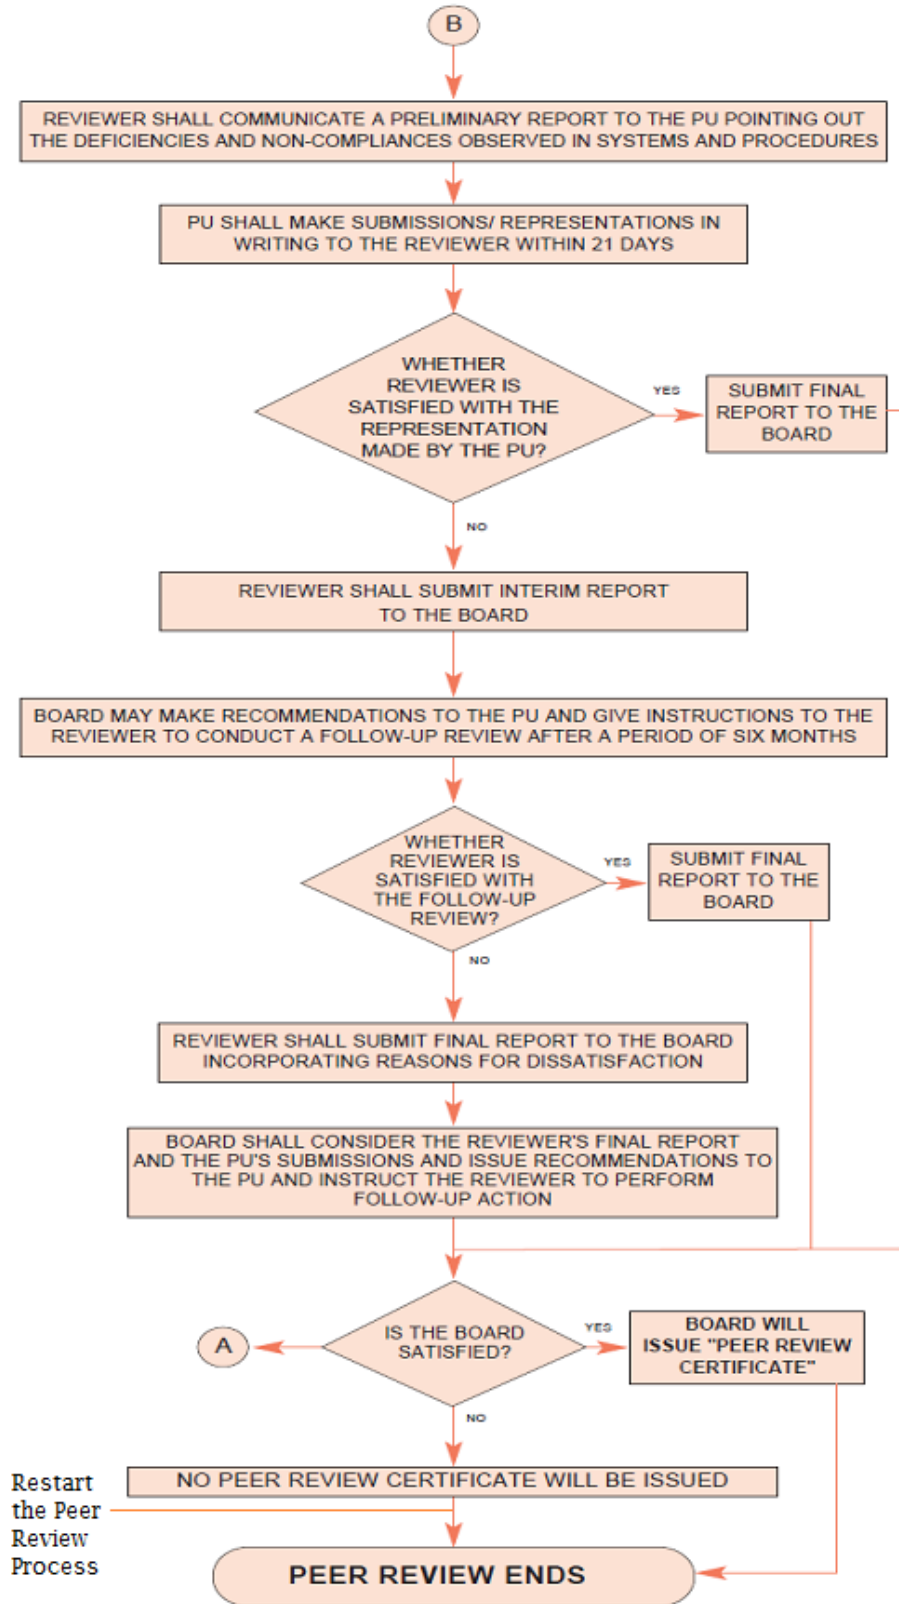 B
REVIEWER SHALL COMMUNICATE A PRELIMINARY REPORT TO THE PU POINTING OUT
THE DEFICIENCIES AND NON-COMPLIANCES OBSERVED IN SYSTEMS AND PROCEDURES
PU SHALL MAKE SUBMISSIONS/ REPRESENTATIONS IN
WRITING TO THE REVIEWER WITHIN 21 DAYS
WHETHER
REVIEWER IS
SATISFIED WITH THE
REPRESENTATION
MADE BY THE PU?
YES
SUBMIT FINAL
REPORT TO THE
BOARD
NO
REVIEWER SHALL SUBMIT INTERIM REPORT
TO THE BOARD
BOARD MAY MAKE RECOMMENDATIONS TO THE PU AND GIVE INSTRUCTIONS TO THE
REVIEWER TO CONDUCT A FOLLOW-UP REVIEW AFTER A PERIOD OF SIX MONTHS
WHETHER
REVIEWER IS
SATISFIED WITH
THE FOLLOW-UP
REVIEW?
YES
SUBMIT FINAL
REPORT TO THE
BOARD
NO
REVIEWER SHALL SUBMIT FINAL REPORT TO THE BOARD
INCORPORATING REASONS FOR DISSATISFACTION
BOARD SHALL CONSIDER THE REVIEWER'S FINAL REPORT
AND THE PU'S SUBMISSIONS AND ISSUE RECOMMENDATIONS TO
THE PU AND INSTRUCT THE REVIEWER TO PERFORM
FOLLOW-UP ACTION
A
IS THE BOARD
SATISFIED?
YES
BOARD WILL
ISSUE "PEER REVIEW
CERTIFICATE"
NO
NO PEER REVIEW CERTIFICATE WILL BE ISSUED
Restart
the Peer
Review
Process
PEER REVIEW ENDS